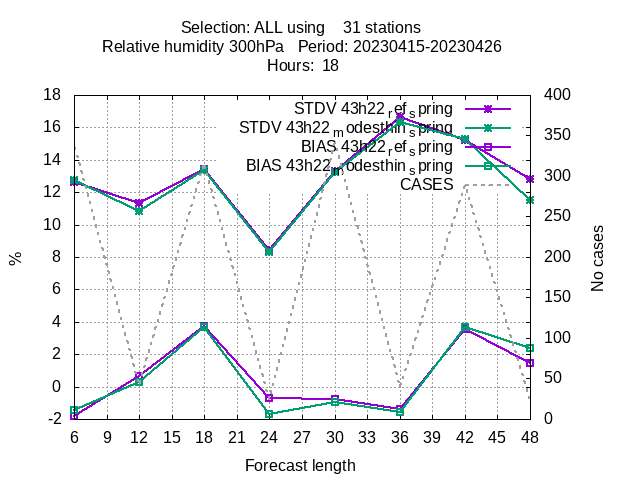 Selection: ALL using    31 stations
Relative humidity 300hPa   Period: 20230415-20230426
Hours:  18
STDV 43h22_ref_spring
STDV 43h22_modesthin_spring
BIAS 43h22_ref_spring
BIAS 43h22_modesthin_spring
CASES
18
16
14
12
10
8
6
4
2
0
-2
%
400
350
300
250
200
150
100
50
0
No cases
6 12 15 18 21 24 27 30 33 36 39 42 45 48
Forecast length